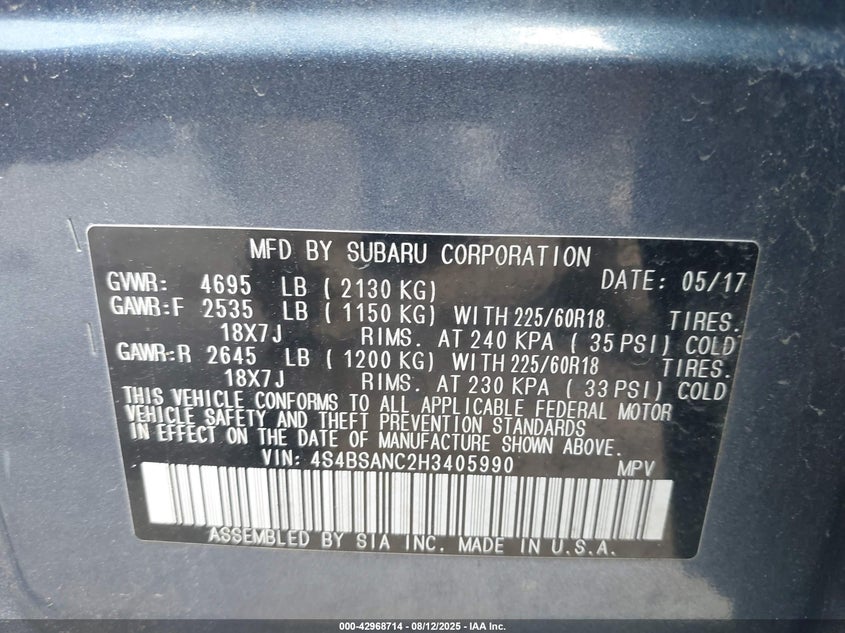 MFD BY SUBARU CORPORATION
GVWR: 4695 LB ( 2130 KG) DATE: 05/17
GAWR:F 2535 LB ( 1150 KG) WITH 225/60R18 TIRES.
18X7J RIMS. AT 240 KPA ( 35 PSI) COLD
GAWR:R 2645 LB ( 1200 KG) WITH 225/60R18 TIRES.
18X7J RIMS. AT 230 KPA ( 33 PSI) COLD
THIS VEHICLE CONFORMS TO ALL APPLICABLE FEDERAL MOTOR
VEHICLE SAFETY AND THEFT PREVENTION STANDARDS
IN EFFECT ON THE DATE OF MANUFACTURE SHOWN ABOVE.
VIN: 4S4BSANC2H3405990 MPV
ASSEMBLED BY SIA INC. MADE IN U.S.A.
000-42968714 - 08/12/2025 - IAA Inc.